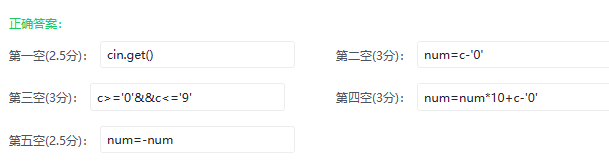 正确答案：
第一空(2.5分)： cin.get() 第二空(3分)： num=c-'0'
第三空(3分)： c>='0'&&c<='9' 第四空(3分)： num=num*10+c-'0'
第五空(2.5分)： num=-num